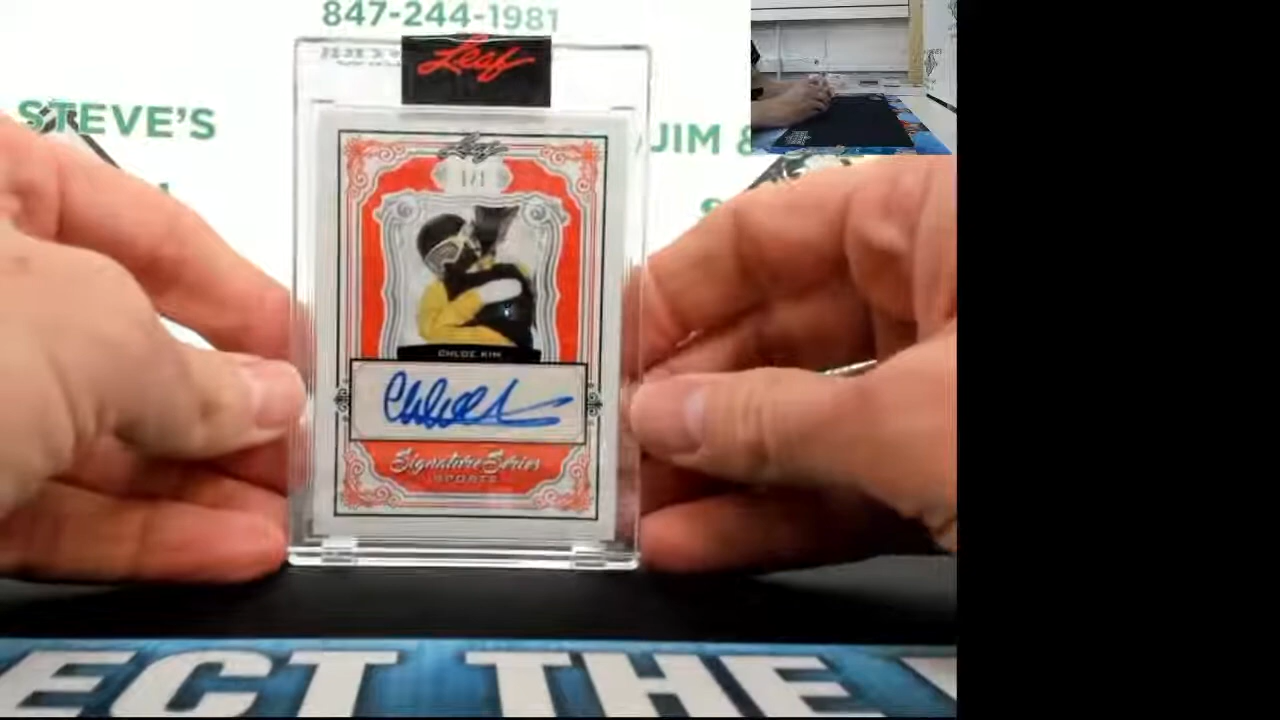 847-244-1981
Leaf
STEVE'S
JIM &
Leaf
1/1
CHLOE KIM
Signature Series
SPORTS
ECT THE